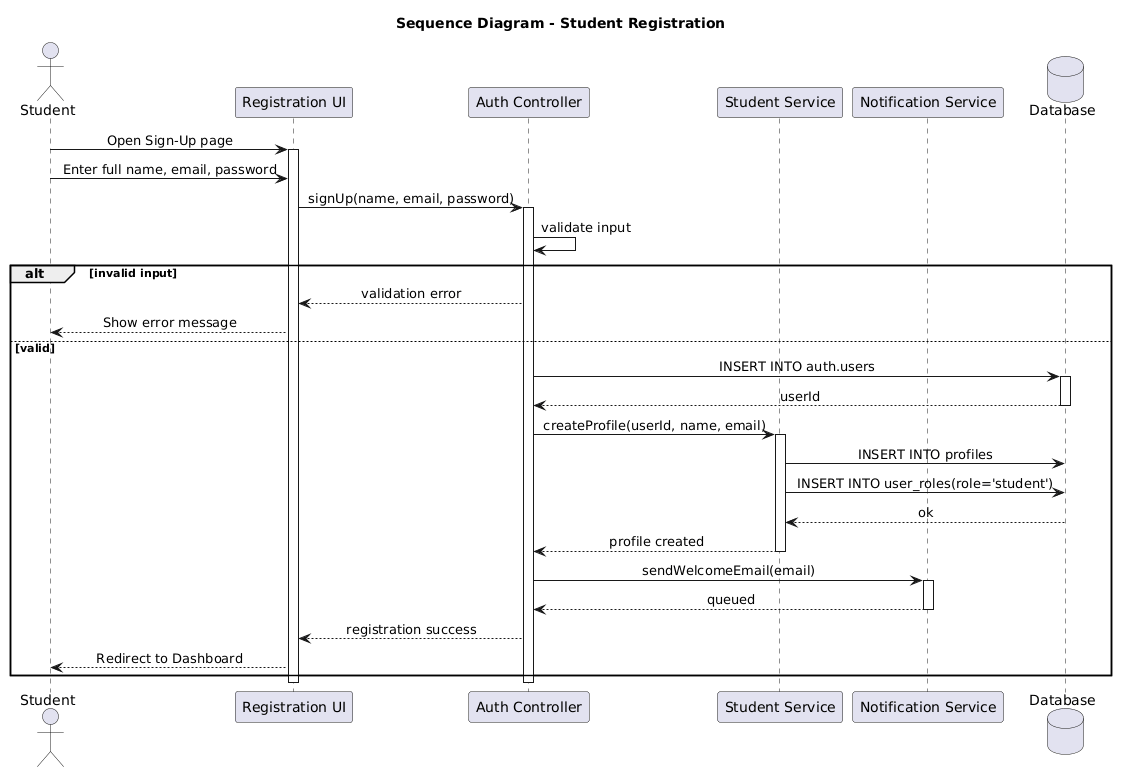 Sequence Diagram - Student Registration
Student
Registration UI
Auth Controller
Student Service
Notification Service
Database
Open Sign-Up page
Enter full name, email, password
signUp(name, email, password)
validate input
alt
[invalid input]
validation error
Show error message
[valid]
INSERT INTO auth.users
userId
createProfile(userId, name, email)
INSERT INTO profiles
INSERT INTO user_roles(role='student')
ok
profile created
sendWelcomeEmail(email)
queued
registration success
Redirect to Dashboard
Student
Registration UI
Auth Controller
Student Service
Notification Service
Database